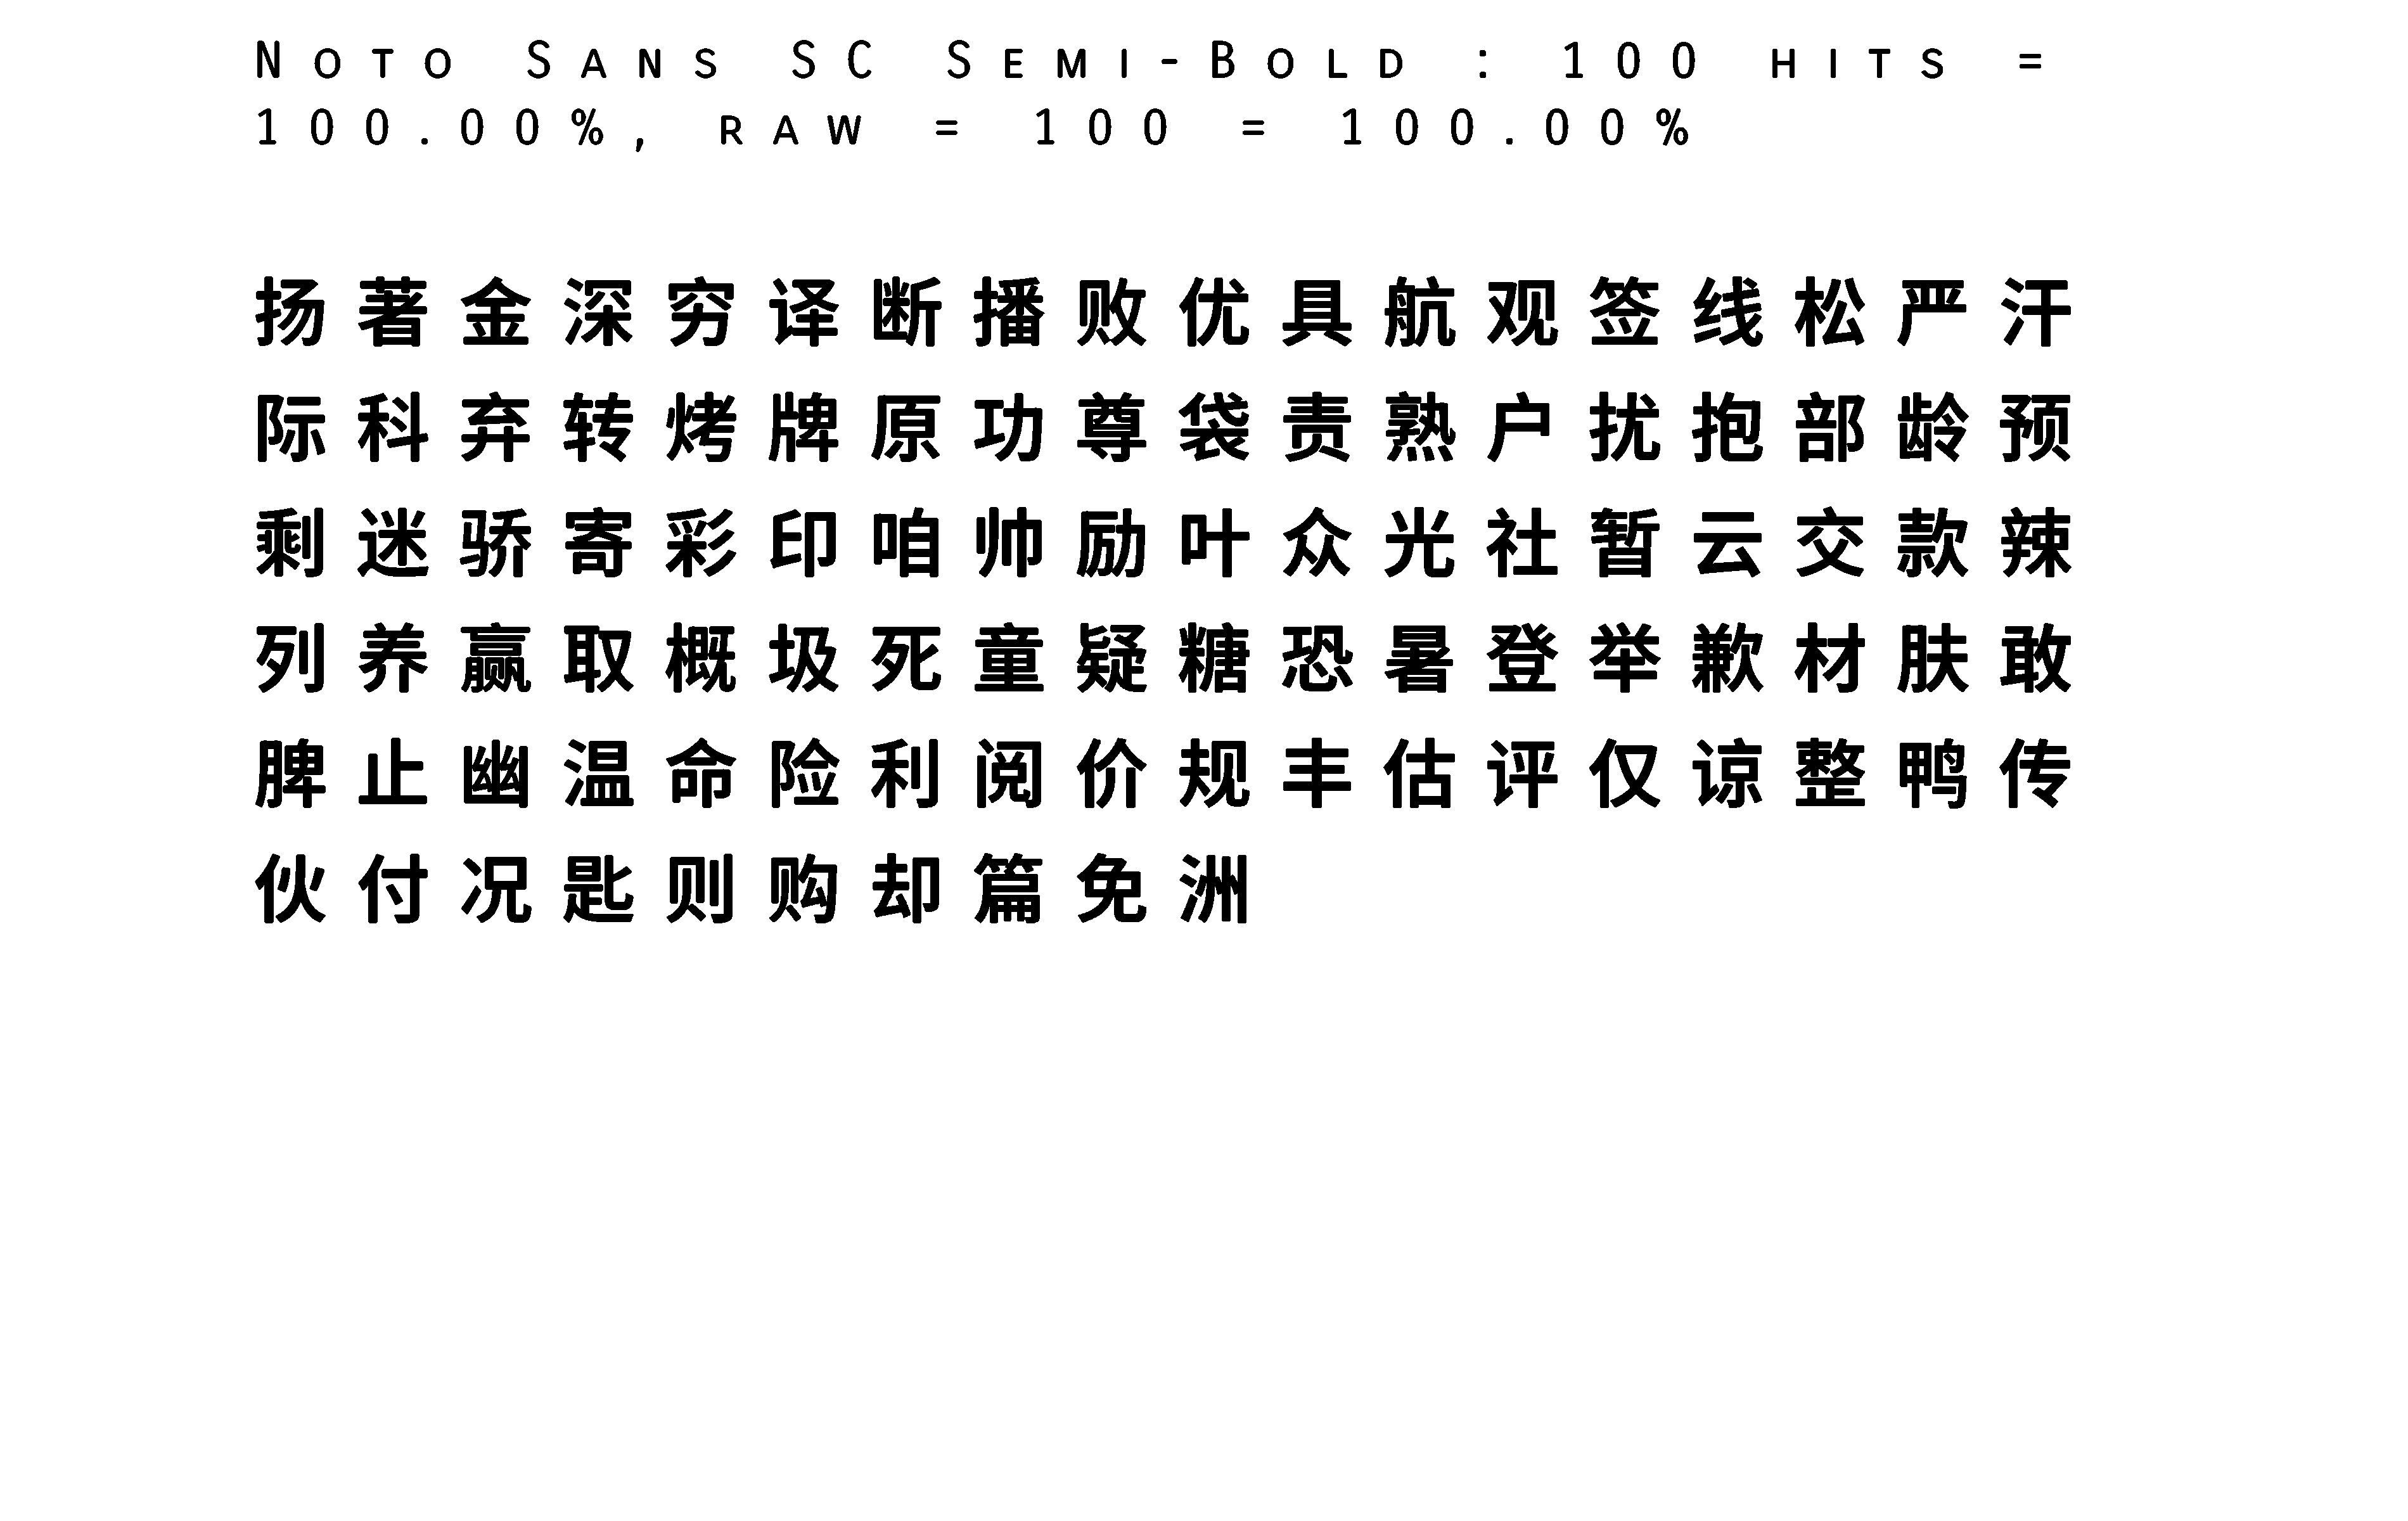 Noto Sans SC Semi-Bold : 100 hits =
100.00%, raw = 100 = 100.00%
扬著金深穷译断播败优具航观签线松严汗
际科弃转烤牌原功尊袋责熟户扰抱部龄预
剩迷骄寄彩印咱帅励叶众光社暂云交款辣
列养赢取概圾死童疑糖恐暑登举歉材肤敢
脾止幽温命险利阅价规丰估评仅谅整鸭传
伙付况匙则购却篇免洲